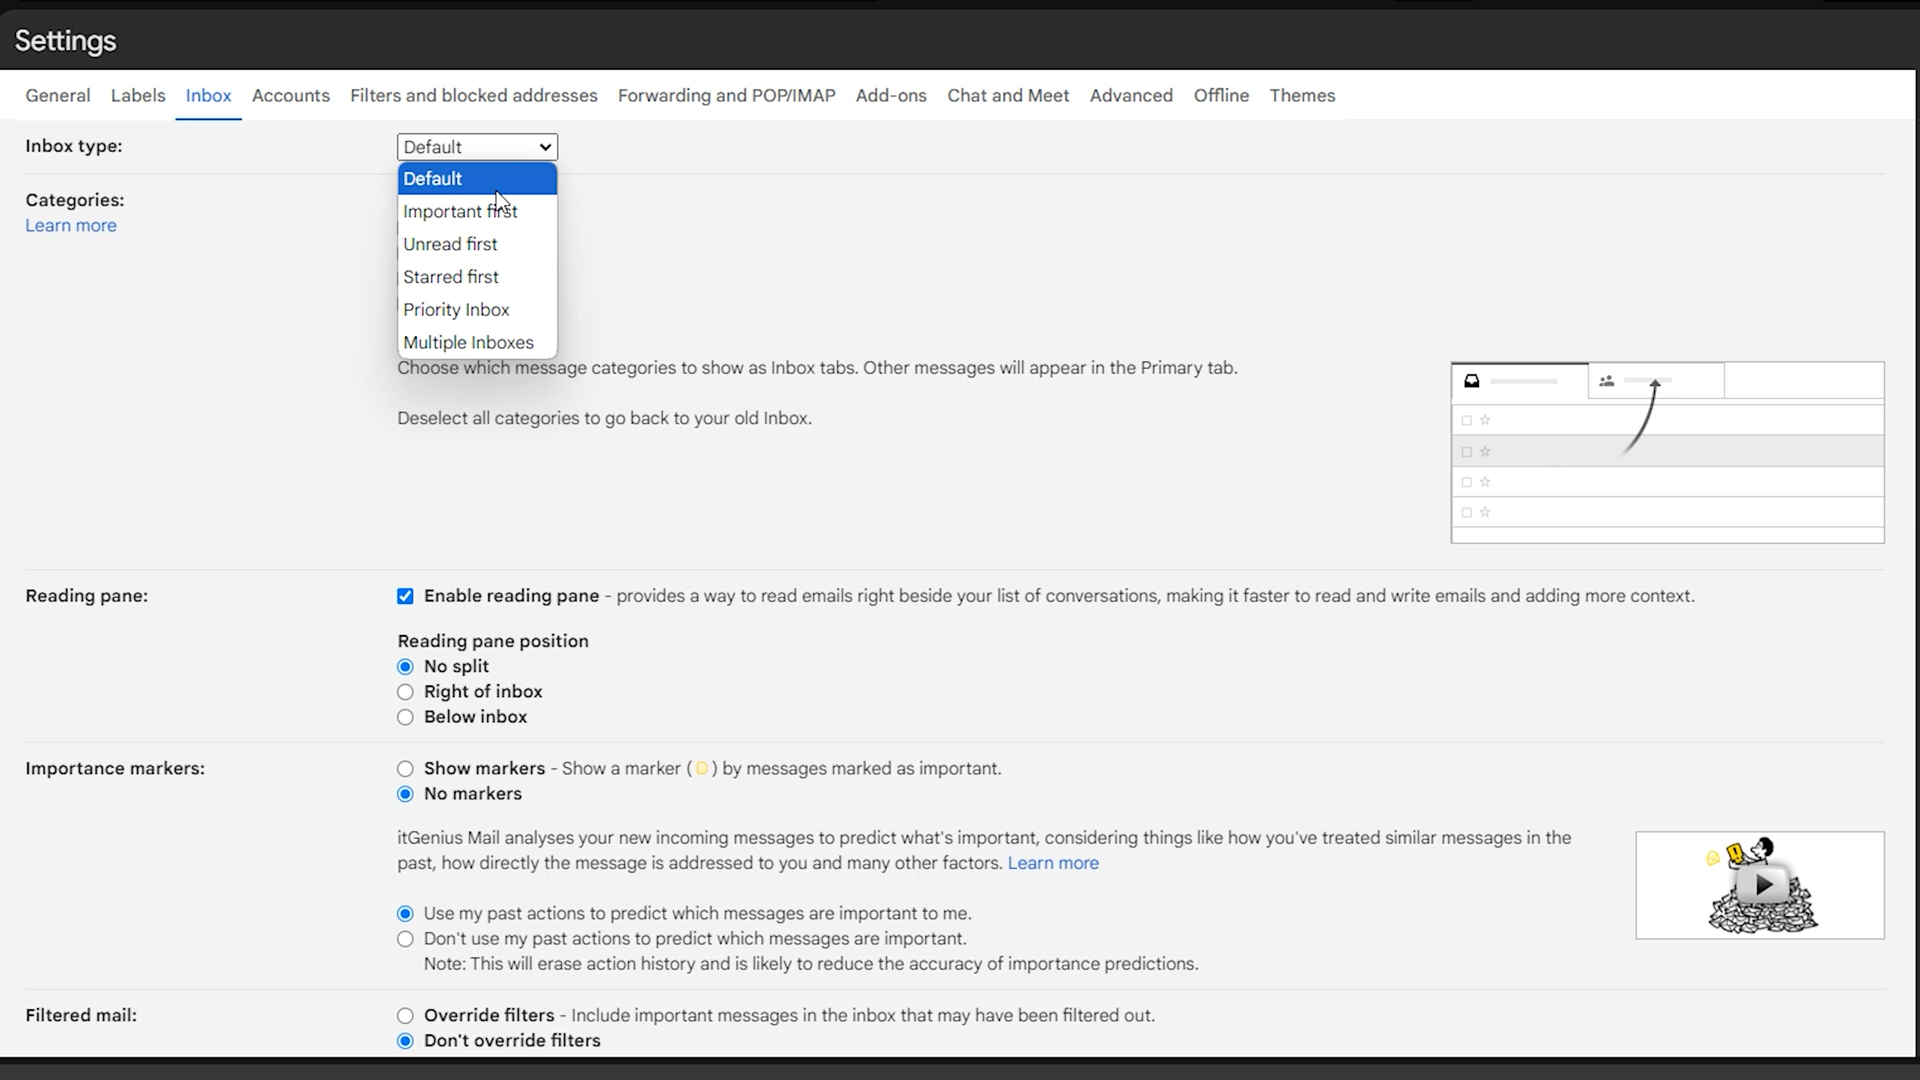 Settings
General Labels Inbox Accounts Filters and blocked addresses Forwarding and POP/IMAP Add-ons Chat and Meet Advanced Offline Themes
Inbox type:
Default
Default
Important first
Unread first
Starred first
Priority Inbox
Multiple Inboxes
Categories:
Learn more
Choose which message categories to show as Inbox tabs. Other messages will appear in the Primary tab.
Deselect all categories to go back to your old Inbox.
Reading pane:
Enable reading pane - provides a way to read emails right beside your list of conversations, making it faster to read and write emails and adding more context.
Reading pane position
No split
Right of inbox
Below inbox
Importance markers:
Show markers - Show a marker ( ) by messages marked as important.
No markers
itGenius Mail analyses your new incoming messages to predict what's important, considering things like how you've treated similar messages in the
past, how directly the message is addressed to you and many other factors. Learn more
Use my past actions to predict which messages are important to me.
Don't use my past actions to predict which messages are important.
Note: This will erase action history and is likely to reduce the accuracy of importance predictions.
Filtered mail:
Override filters - Include important messages in the inbox that may have been filtered out.
Don't override filters